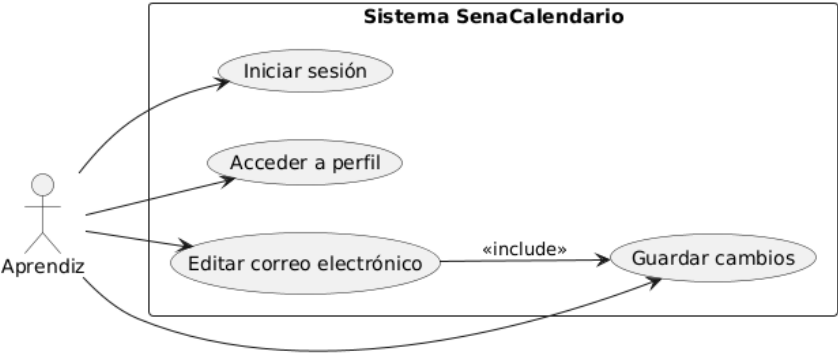 Sistema SenaCalendario
Iniciar sesión
Acceder a perfil
Aprendiz
Editar correo electrónico
«include»
Guardar cambios